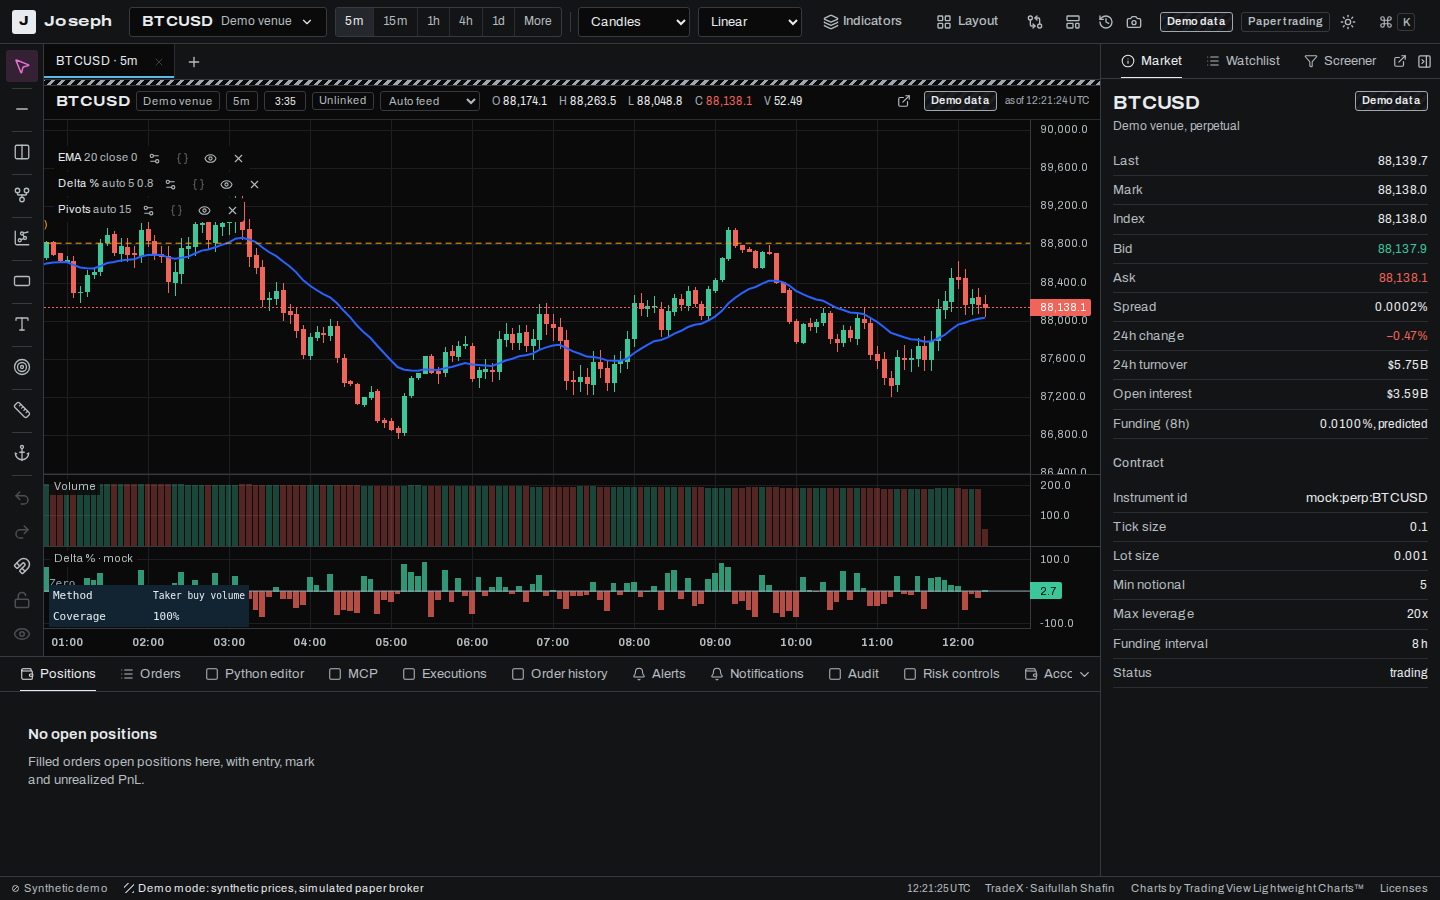 J Joseph BTCUSD Demo venue 5m 15m 1h 4h 1d More Candles Linear Indicators Layout Demo data Paper trading ⌘ K
BTCUSD · 5m × +
Market Watchlist Screener
BTCUSD Demo venue 5m 3:35 Unlinked Auto feed O 88,174.1 H 88,263.5 L 88,048.8 C 88,138.1 V 52.49 Demo data as of 12:21:24 UTC
EMA 20 close 0 { }
Delta % auto 5 0.8 { }
Pivots auto 15 { }
)
90,000.0
89,600.0
89,200.0
88,800.0
88,400.0
88,138.1
88,000.0
87,600.0
87,200.0
86,800.0
86,400.0
Volume
200.0
100.0
Delta % · mock
Zero
100.0
2.7
-100.0
Method Taker buy volume
Coverage 100%
01:00 02:00 03:00 04:00 05:00 06:00 07:00 08:00 09:00 10:00 11:00 12:00
BTCUSD Demo data
Demo venue, perpetual
Last 88,139.7
Mark 88,138.0
Index 88,138.0
Bid 88,137.9
Ask 88,138.1
Spread 0.0002%
24h change −0.47%
24h turnover $5.75B
Open interest $3.59B
Funding (8h) 0.0100%, predicted
Contract
Instrument id mock:perp:BTCUSD
Tick size 0.1
Lot size 0.001
Min notional 5
Max leverage 20x
Funding interval 8h
Status trading
Positions Orders Python editor MCP Executions Order history Alerts Notifications Audit Risk controls Acco
No open positions
Filled orders open positions here, with entry, mark
and unrealized PnL.
Synthetic demo Demo mode: synthetic prices, simulated paper broker 12:21:25 UTC TradeX · Saifullah Shafin Charts by TradingView Lightweight Charts™ Licenses